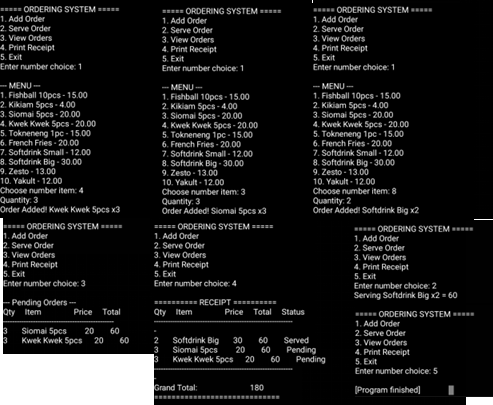 ===== ORDERING SYSTEM =====
1. Add Order
2. Serve Order
3. View Orders
4. Print Receipt
5. Exit
Enter number choice: 1
--- MENU ---
1. Fishball 10pcs - 15.00
2. Kikiam 5pcs - 4.00
3. Siomai 5pcs - 20.00
4. Kwek Kwek 5pcs - 20.00
5. Tokneneng 1pc - 15.00
6. French Fries - 20.00
7. Softdrink Small - 12.00
8. Softdrink Big - 30.00
9. Zesto - 13.00
10. Yakult - 12.00
Choose number item: 4
Quantity: 3
Order Added! Kwek Kwek 5pcs x3
===== ORDERING SYSTEM =====
1. Add Order
2. Serve Order
3. View Orders
4. Print Receipt
5. Exit
Enter number choice: 1
--- MENU ---
1. Fishball 10pcs - 15.00
2. Kikiam 5pcs - 4.00
3. Siomai 5pcs - 20.00
4. Kwek Kwek 5pcs - 20.00
5. Tokneneng 1pc - 15.00
6. French Fries - 20.00
7. Softdrink Small - 12.00
8. Softdrink Big - 30.00
9. Zesto - 13.00
10. Yakult - 12.00
Choose number item: 3
Quantity: 3
Order Added! Siomai 5pcs x3
===== ORDERING SYSTEM =====
1. Add Order
2. Serve Order
3. View Orders
4. Print Receipt
5. Exit
Enter number choice: 1
--- MENU ---
1. Fishball 10pcs - 15.00
2. Kikiam 5pcs - 4.00
3. Siomai 5pcs - 20.00
4. Kwek Kwek 5pcs - 20.00
5. Tokneneng 1pc - 15.00
6. French Fries - 20.00
7. Softdrink Small - 12.00
8. Softdrink Big - 30.00
9. Zesto - 13.00
10. Yakult - 12.00
Choose number item: 8
Quantity: 2
Order Added! Softdrink Big x2
===== ORDERING SYSTEM =====
1. Add Order
2. Serve Order
3. View Orders
4. Print Receipt
5. Exit
Enter number choice: 3
--- Pending Orders ---
Qty Item Price Total
3 Siomai 5pcs 20 60
3 Kwek Kwek 5pcs 20 60
===== ORDERING SYSTEM =====
1. Add Order
2. Serve Order
3. View Orders
4. Print Receipt
5. Exit
Enter number choice: 4
========== RECEIPT ==========
Qty Item Price Total Status
2 Softdrink Big 30 60 Served
3 Siomai 5pcs 20 60 Pending
3 Kwek Kwek 5pcs 20 60 Pending
Grand Total: 180
===== ORDERING SYSTEM =====
1. Add Order
2. Serve Order
3. View Orders
4. Print Receipt
5. Exit
Enter number choice: 2
Serving Softdrink Big x2 = 60
===== ORDERING SYSTEM =====
1. Add Order
2. Serve Order
3. View Orders
4. Print Receipt
5. Exit
Enter number choice: 5
[Program finished]